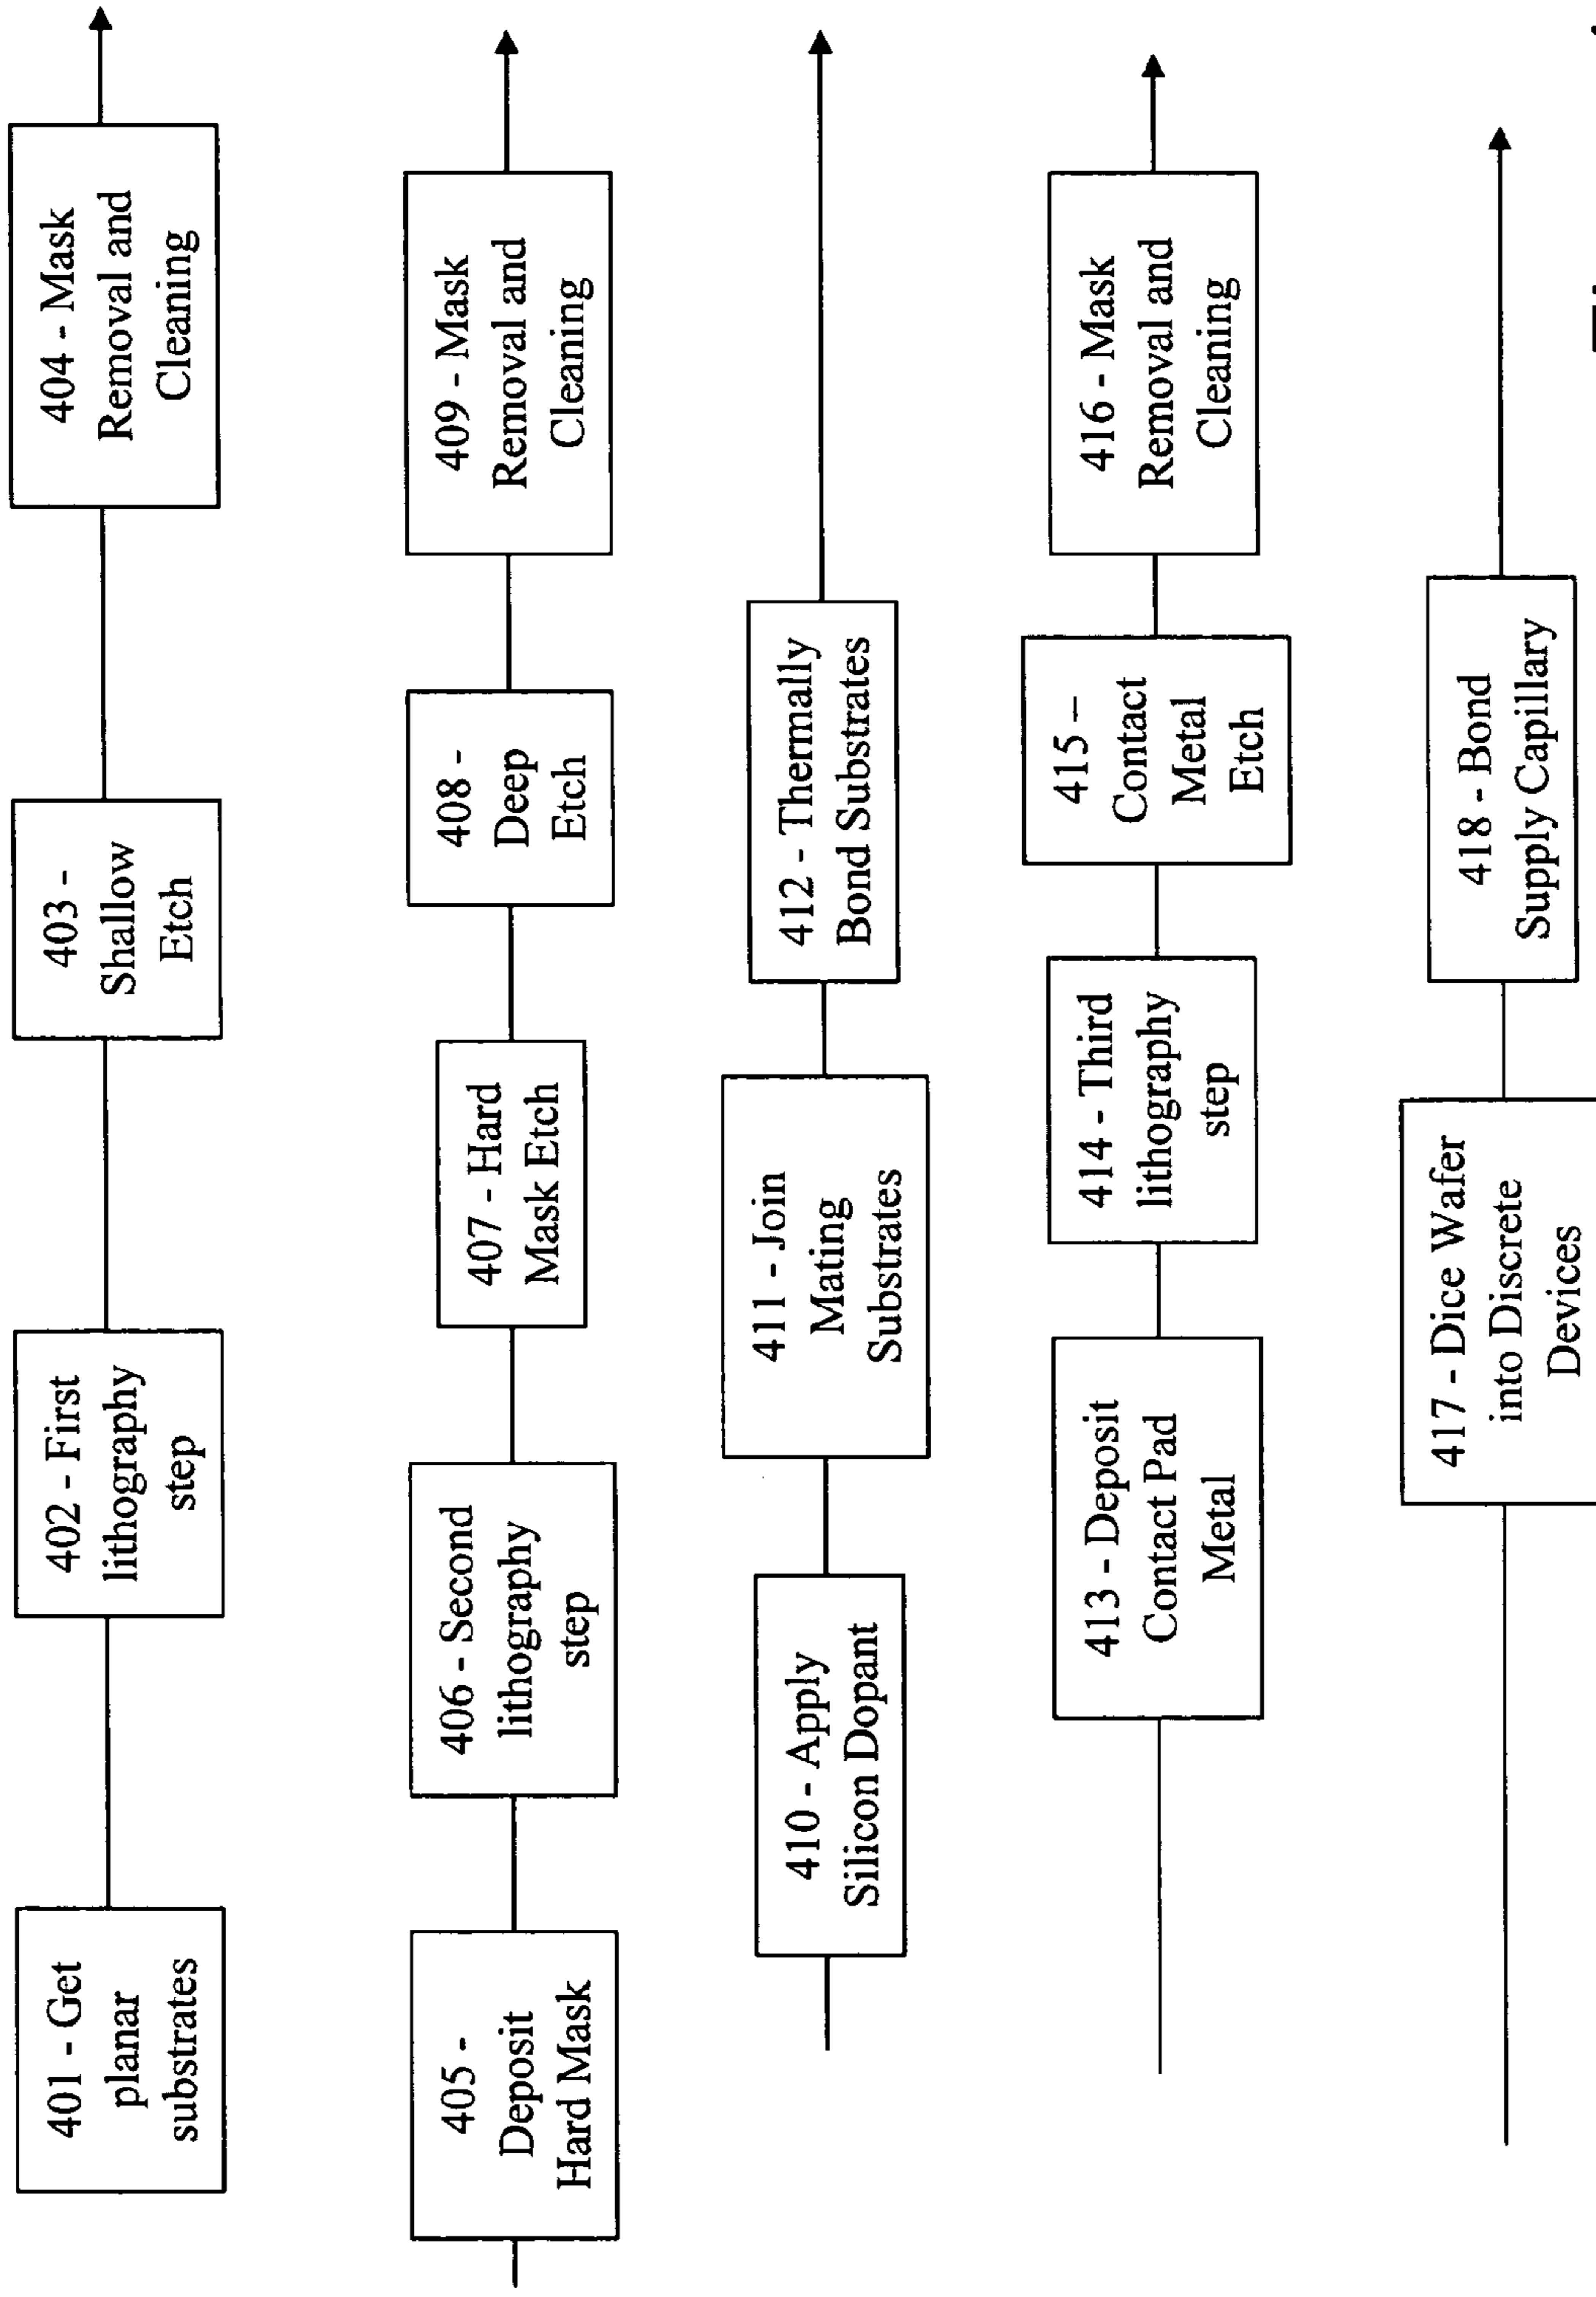 401 - Get
planar
substrates
402 - First
lithography
step
403 -
Shallow
Etch
404 - Mask
Removal and
Cleaning
405 -
Deposit
Hard Mask
406 - Second
lithography
step
407 - Hard
Mask Etch
408 -
Deep
Etch
409 - Mask
Removal and
Cleaning
410 - Apply
Silicon Dopant
411 - Join
Mating
Substrates
412 - Thermally
Bond Substrates
413 - Deposit
Contact Pad
Metal
414 - Third
lithography
step
415 –
Contact
Metal
Etch
416 - Mask
Removal and
Cleaning
417 - Dice Wafer
into Discrete
Devices
418 - Bond
Supply Capillary